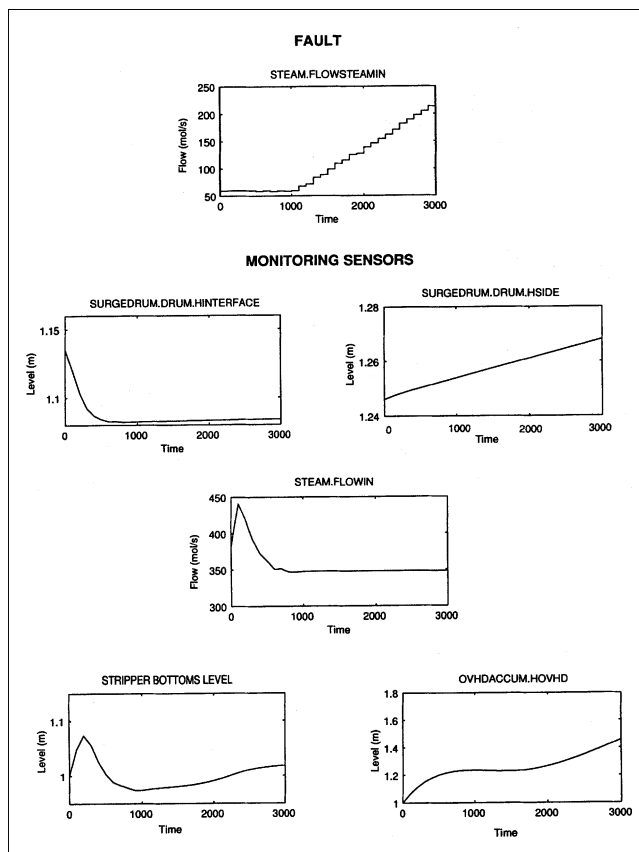 FAULT
STEAM.FLOWSTEAMIN
250
200
150
100
50
Flow (mol/s)
0 1000 2000 3000
Time
MONITORING SENSORS
SURGEDRUM.DRUM.HINTERFACE
1.15
1.1
Level (m)
0 1000 2000 3000
Time
SURGEDRUM.DRUM.HSIDE
1.28
1.26
1.24
Level (m)
0 1000 2000 3000
Time
STEAM.FLOWIN
450
400
350
300
Flow (mol/s)
0 1000 2000 3000
Time
STRIPPER BOTTOMS LEVEL
1.1
1
Level (m)
0 1000 2000 3000
Time
OVHDACCUM.HOVHD
1.8
1.6
1.4
1.2
1
Level (m)
0 1000 2000 3000
Time